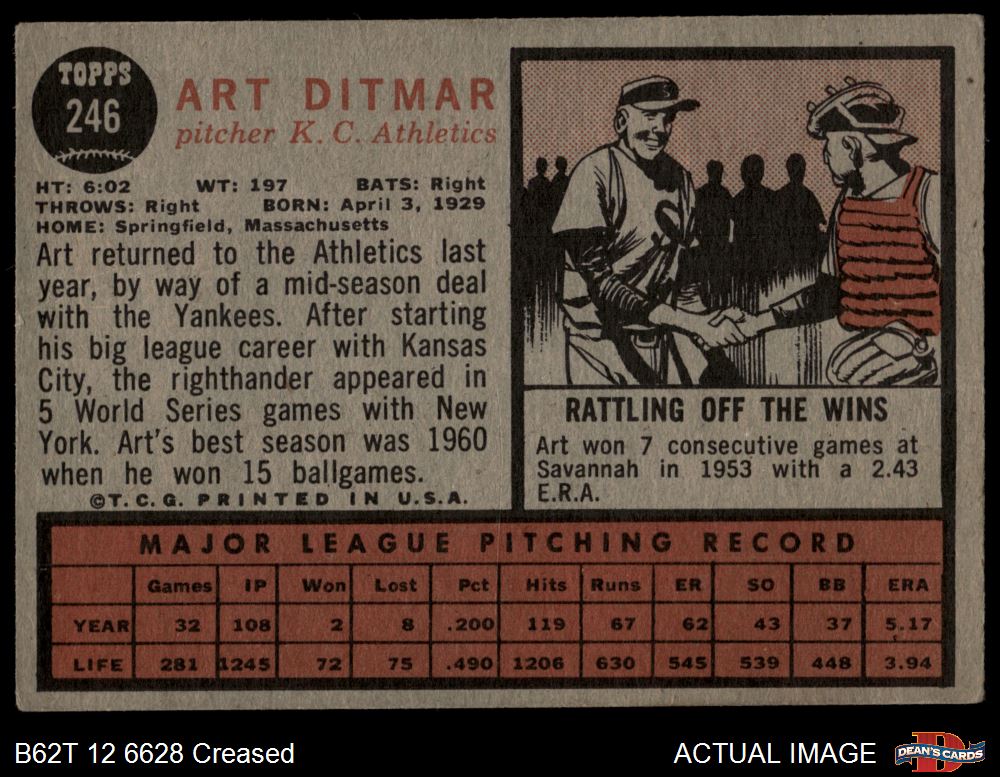 TOPPS
246
ART DITMAR
pitcher K. C. Athletics
HT: 6:02 WT: 197 BATS: Right
THROWS: Right BORN: April 3, 1929
HOME: Springfield, Massachusetts
Art returned to the Athletics last
year, by way of a mid-season deal
with the Yankees. After starting
his big league career with Kansas
City, the righthander appeared in
5 World Series games with New
York. Art's best season was 1960
when he won 15 ballgames.
©T.C.G. PRINTED IN U.S.A.
S
RATTLING OFF THE WINS
Art won 7 consecutive games at
Savannah in 1953 with a 2.43
E.R.A.
MAJOR LEAGUE PITCHING RECORD
Games IP Won Lost Pct Hits Runs ER SO BB ERA
YEAR 32 108 2 8 .200 119 67 62 43 37 5.17
LIFE 281 1245 72 75 .490 1206 630 545 539 448 3.94
B62T 12 6628 Creased
ACTUAL IMAGE
D
DEAN'S CARDS